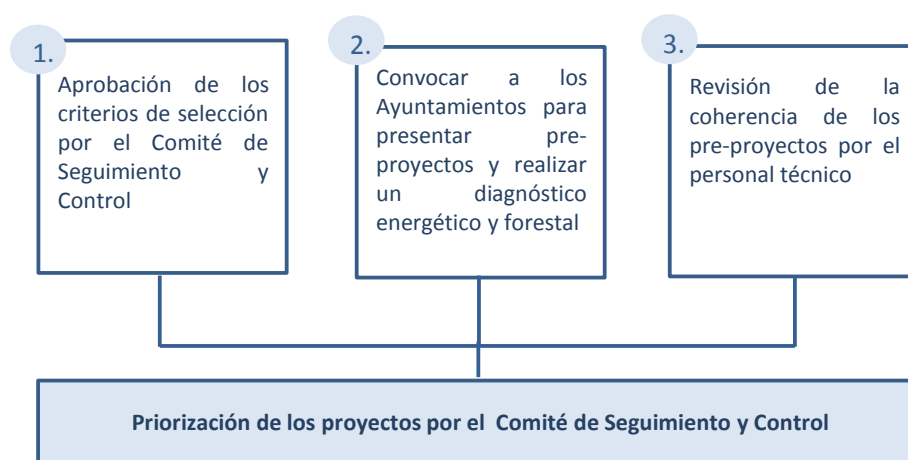 1.
Aprobación de los
criterios de selección
por el Comité de
Seguimiento y
Control
2.
Convocar a los
Ayuntamientos para
presentar pre-
proyectos y realizar
un diagnóstico
energético y forestal
3.
Revisión de la
coherencia de los
pre-proyectos por el
personal técnico
Priorización de los proyectos por el Comité de Seguimiento y Control